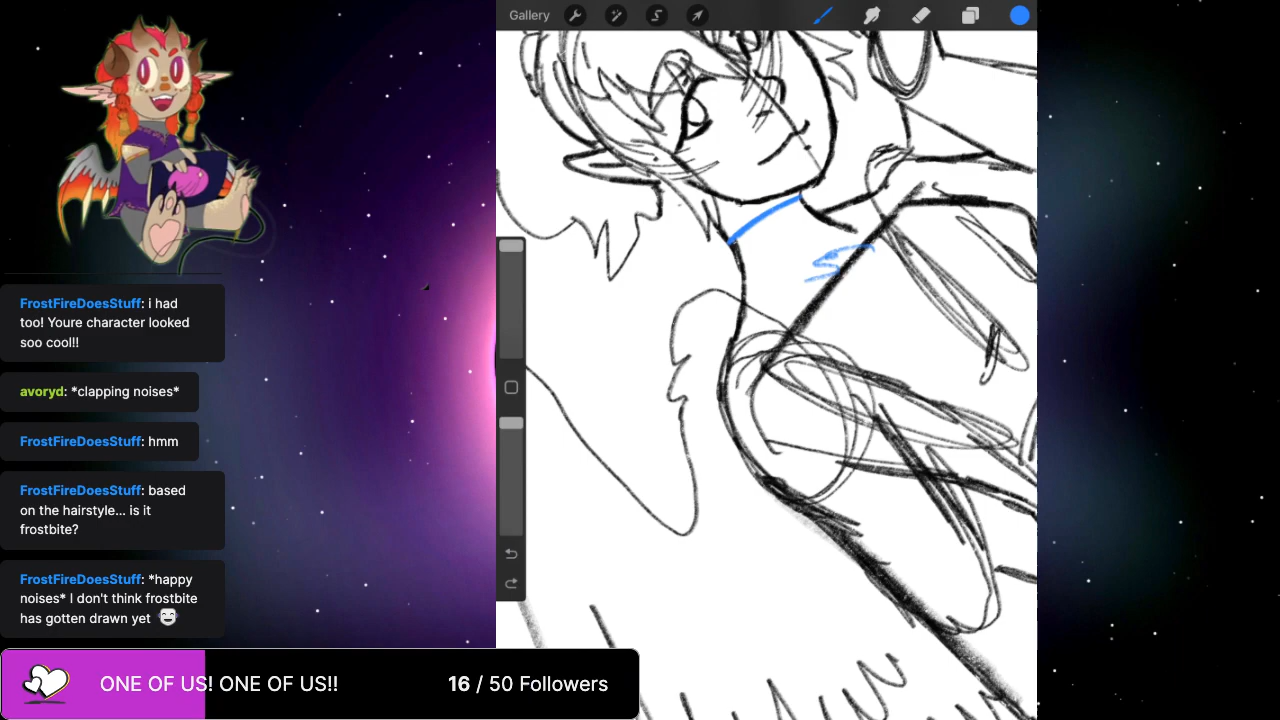 Gallery
FrostFireDoesStuff: i had
too! Youre character looked
soo cool!!
avoryd: *clapping noises*
FrostFireDoesStuff: hmm
FrostFireDoesStuff: based
on the hairstyle... is it
frostbite?
FrostFireDoesStuff: *happy
noises* I don't think frostbite
has gotten drawn yet
ONE OF US! ONE OF US!! 16 / 50 Followers